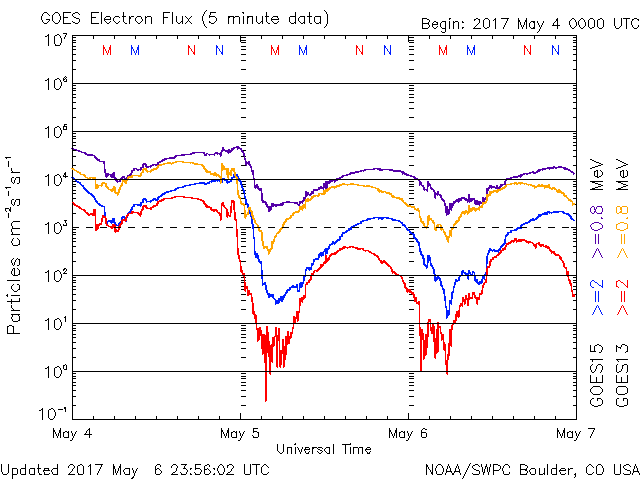 GOES Electron Flux (5 minute data)
Begin: 2017 May 4 0000 UTC
M M N N M M N N M M N N
10⁷
10⁶
10⁵
10⁴
10³
10²
10¹
10⁰
10⁻¹
Particles cm⁻²s⁻¹sr⁻¹
May 4 May 5 May 6 May 7
Universal Time
GOES15 >=2 >=0.8 MeV
GOES13 >=2 >=0.8 MeV
Updated 2017 May 6 23:56:02 UTC
NOAA/SWPC Boulder, CO USA